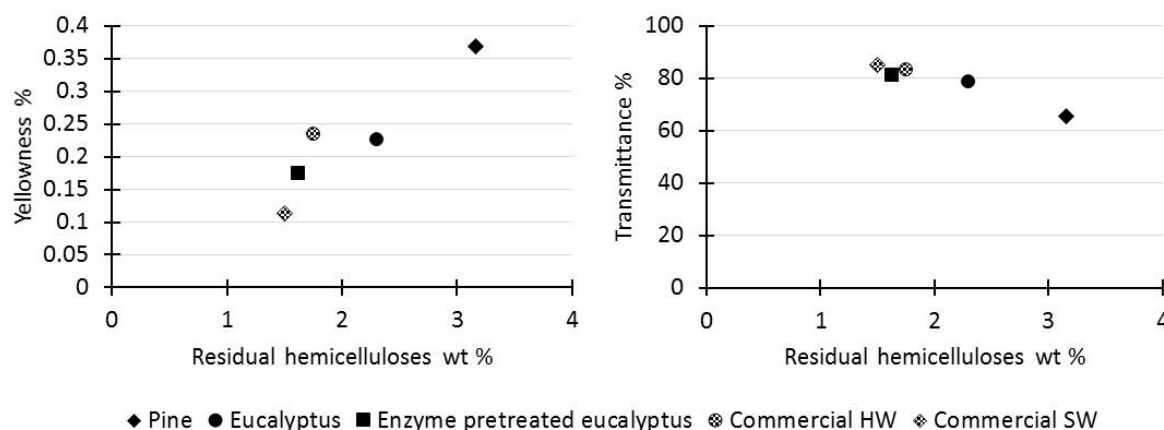 0.4
0.35
0.3
0.25
0.2
0.15
0.1
0.05
0
Yellowness %
0 1 2 3 4
Residual hemicelluloses wt %
100
80
60
40
20
0
Transmittance %
0 1 2 3 4
Residual hemicelluloses wt %
Pine Eucalyptus Enzyme pretreated eucalyptus Commercial HW Commercial SW